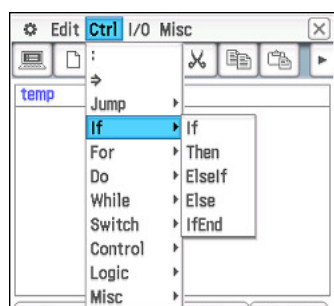 Edit Ctrl I/O Misc
:
⇒
temp
Jump
If
For
Do
While
Switch
Control
Logic
Misc
If
Then
ElseIf
Else
IfEnd